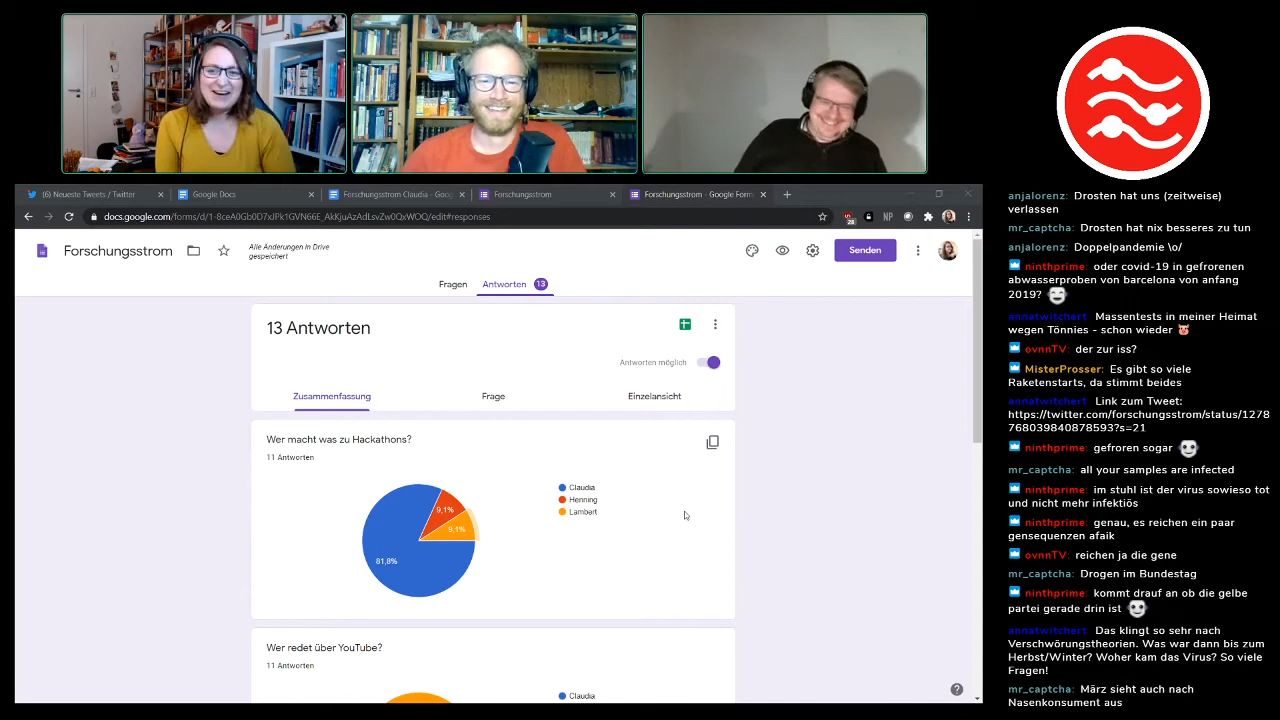 (6) Neueste Tweets / Twitter
Google Docs
Forschungsstrom Claudia - Goog
Forschungsstrom
Forschungsstrom - Google Form
docs.google.com/forms/d/1-8ceA0Gb0D7xJPk1GVN66E_AkKjuAzAdLsvZw0QxWOQ/edit#responses
28
NP
Forschungsstrom
Alle Änderungen in Drive
gespeichert
Senden
Fragen
Antworten
13
13 Antworten
Antworten möglich
Zusammenfassung
Frage
Einzelansicht
Wer macht was zu Hackathons?
11 Antworten
Claudia
Henning
Lambert
9,1%
9,1%
81,8%
Wer redet über YouTube?
11 Antworten
Claudia
anjalorenz: Drosten hat uns (zeitweise)
verlassen
mr_captcha: Drosten hat nix besseres zu tun
anjalorenz: Doppelpandemie \o/
ninthprime: oder covid-19 in gefrorenen
abwasserproben von barcelona von anfang
2019?
annatwitchert Massentests in meiner Heimat
wegen Tönnies - schon wieder
ovnnTV: der zur iss?
MisterProsser: Es gibt so viele
Raketenstarts, da stimmt beides
annatwitchert Link zum Tweet:
https://twitter.com/forschungsstrom/status/1278
768039840878593?s=21
ninthprime: gefroren sogar
mr_captcha: all your samples are infected
ninthprime: im stuhl ist der virus sowieso tot
und nicht mehr infektiös
ninthprime: genau, es reichen ein paar
gensequenzen afaik
ovnnTV: reichen ja die gene
mr_captcha: Drogen im Bundestag
ninthprime: kommt drauf an ob die gelbe
partei gerade drin ist
annatwitchert Das klingt so sehr nach
Verschwörungstheorien. Was war dann bis zum
Herbst/Winter? Woher kam das Virus? So viele
Fragen!
mr_captcha: März sieht auch nach
Nasenkonsument aus